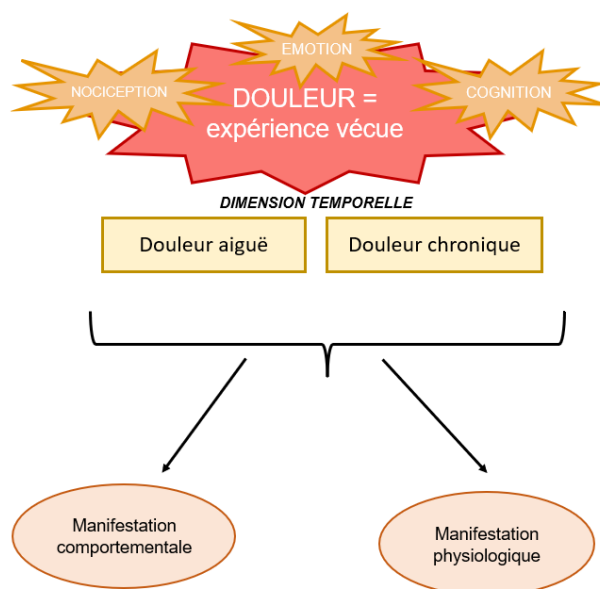 EMOTION
NOCICEPTION
COGNITION
DOULEUR =
expérience vécue
DIMENSION TEMPORELLE
Douleur aiguë
Douleur chronique
Manifestation
comportementale
Manifestation
physiologique